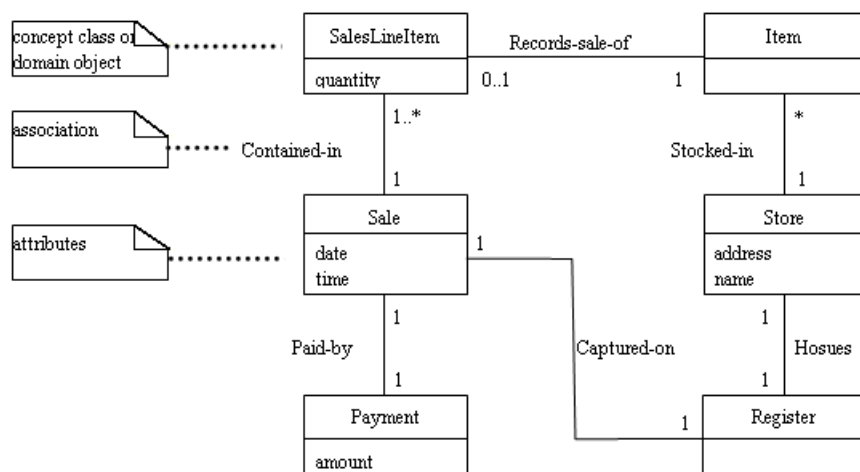 concept class or
domain object
SalesLineItem
quantity
Records-sale-of
0..1
1
Item
association
1..*
Contained-in
1
*
Stocked-in
1
attributes
Sale
date
time
1
Store
address
name
1
Paid-by
1
Captured-on
1
Hosues
1
Payment
amount
1
Register